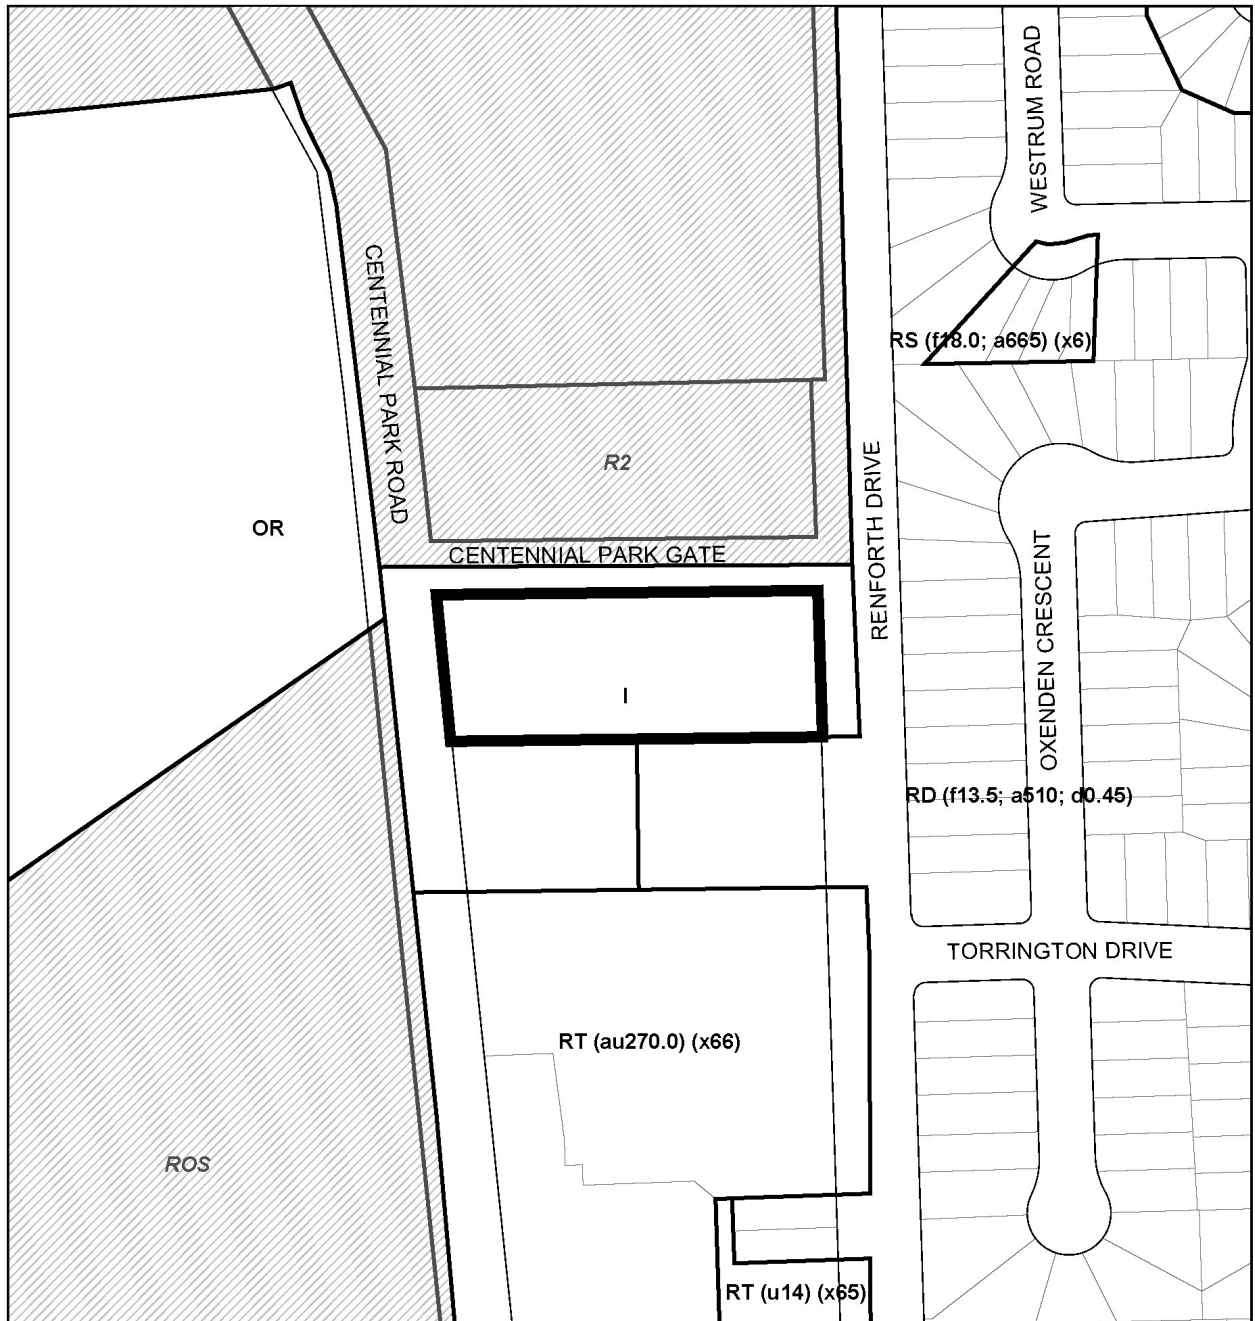 WESTRUM ROAD
CENTENNIAL PARK ROAD
RS (f18.0; a665) (x6)
R2
RENFORTH DRIVE
OR
CENTENNIAL PARK GATE
OXENDEN CRESCENT
I
RD (f13.5; a510; d0.45)
TORRINGTON DRIVE
RT (au270.0) (x66)
ROS
RT (u14) (x65)